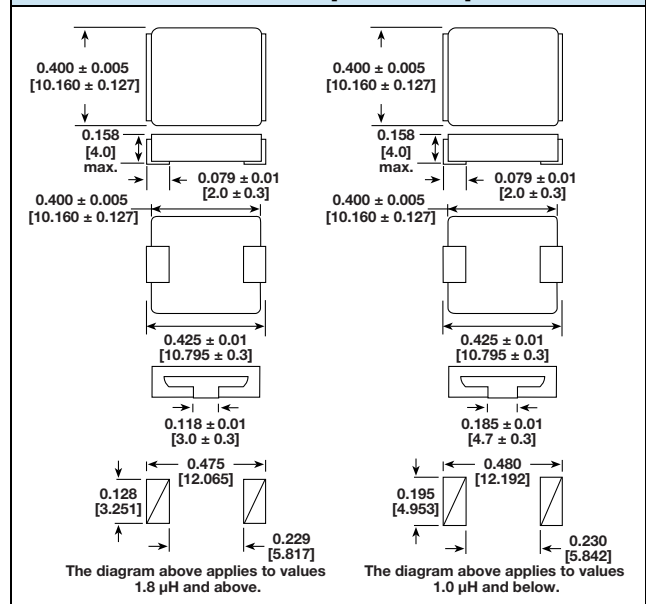 0.400 ± 0.005
[10.160 ± 0.127]
0.158
[4.0]
max.
0.079 ± 0.01
[2.0 ± 0.3]
0.400 ± 0.005
[10.160 ± 0.127]
0.425 ± 0.01
[10.795 ± 0.3]
0.118 ± 0.01
[3.0 ± 0.3]
0.475
[12.065]
0.128
[3.251]
0.229
[5.817]
The diagram above applies to values
1.8 µH and above.
0.400 ± 0.005
[10.160 ± 0.127]
0.158
[4.0]
max.
0.079 ± 0.01
[2.0 ± 0.3]
0.400 ± 0.005
[10.160 ± 0.127]
0.425 ± 0.01
[10.795 ± 0.3]
0.185 ± 0.01
[4.7 ± 0.3]
0.480
[12.192]
0.195
[4.953]
0.230
[5.842]
The diagram above applies to values
1.0 µH and below.